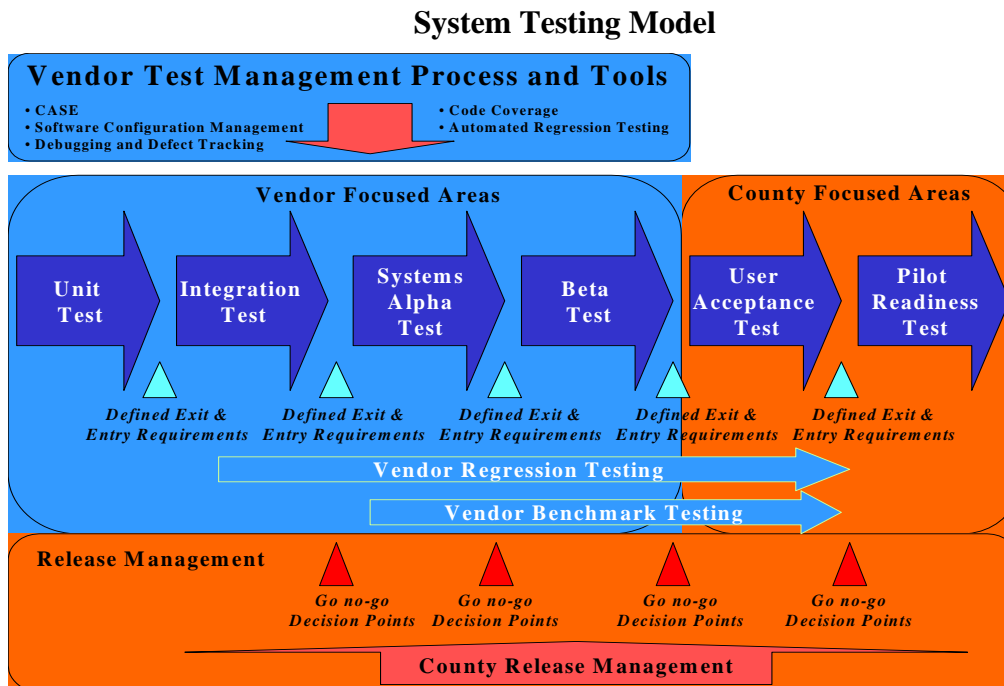 System Testing Model
Vendor Test Management Process and Tools
• CASE
• Software Configuration Management
• Debugging and Defect Tracking
• Code Coverage
• Automated Regression Testing
Vendor Focused Areas
County Focused Areas
Unit
Test
Integration
Test
Systems
Alpha
Test
Beta
Test
User
Acceptance
Test
Pilot
Readiness
Test
Defined Exit &
Entry Requirements
Defined Exit &
Entry Requirements
Defined Exit &
Entry Requirements
Defined Exit &
Entry Requirements
Defined Exit &
Entry Requirements
Vendor Regression Testing
Vendor Benchmark Testing
Release Management
Go no-go
Decision Points
Go no-go
Decision Points
Go no-go
Decision Points
Go no-go
Decision Points
County Release Management